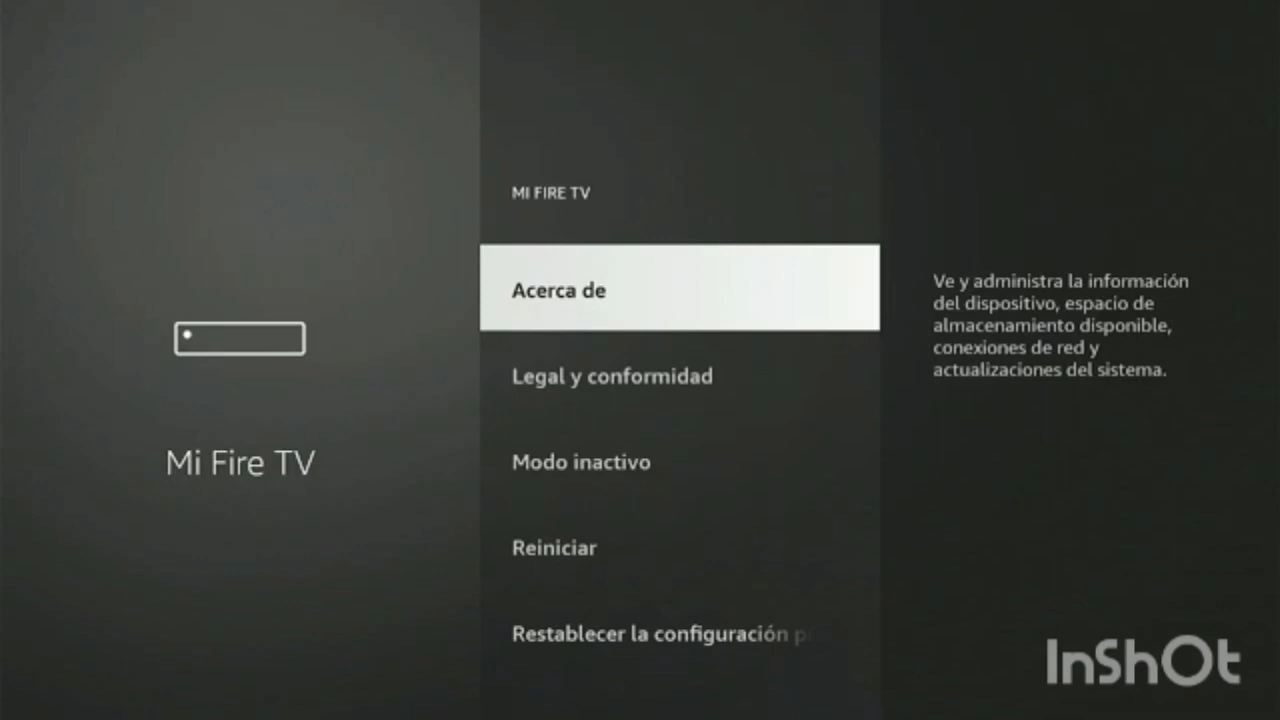 MI FIRE TV
Acerca de
Legal y conformidad
Modo inactivo
Reiniciar
Restablecer la configuración p
Mi Fire TV
Ve y administra la información
del dispositivo, espacio de
almacenamiento disponible,
conexiones de red y
actualizaciones del sistema.
InShOt